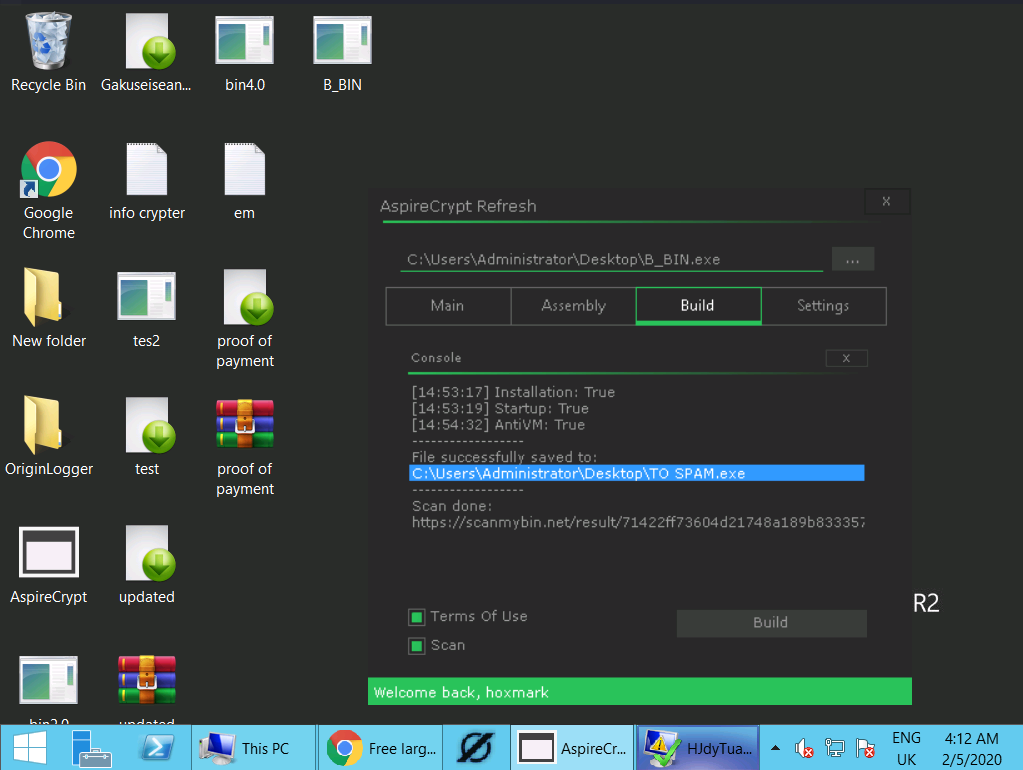 Recycle Bin
Gakuseisean...
bin4.0
B_BIN
Google
Chrome
info crypter
em
New folder
tes2
proof of
payment
OriginLogger
test
proof of
payment
AspireCrypt
updated
bin2.0
updated
AspireCrypt Refresh
X
C:\Users\Administrator\Desktop\B_BIN.exe
...
Main
Assembly
Build
Settings
Console
X
[14:53:17] Installation: True
[14:53:19] Startup: True
[14:54:32] AntiVM: True
------------------
File successfully saved to:
C:\Users\Administrator\Desktop\TO SPAM.exe
------------------
Scan done:
https://scanmybin.net/result/71422ff73604d21748a189b833357
Terms Of Use
Build
Scan
Welcome back, hoxmark
R2
This PC
Free larg...
AspireCr...
HJdyTua...
ENG
UK
4:12 AM
2/5/2020